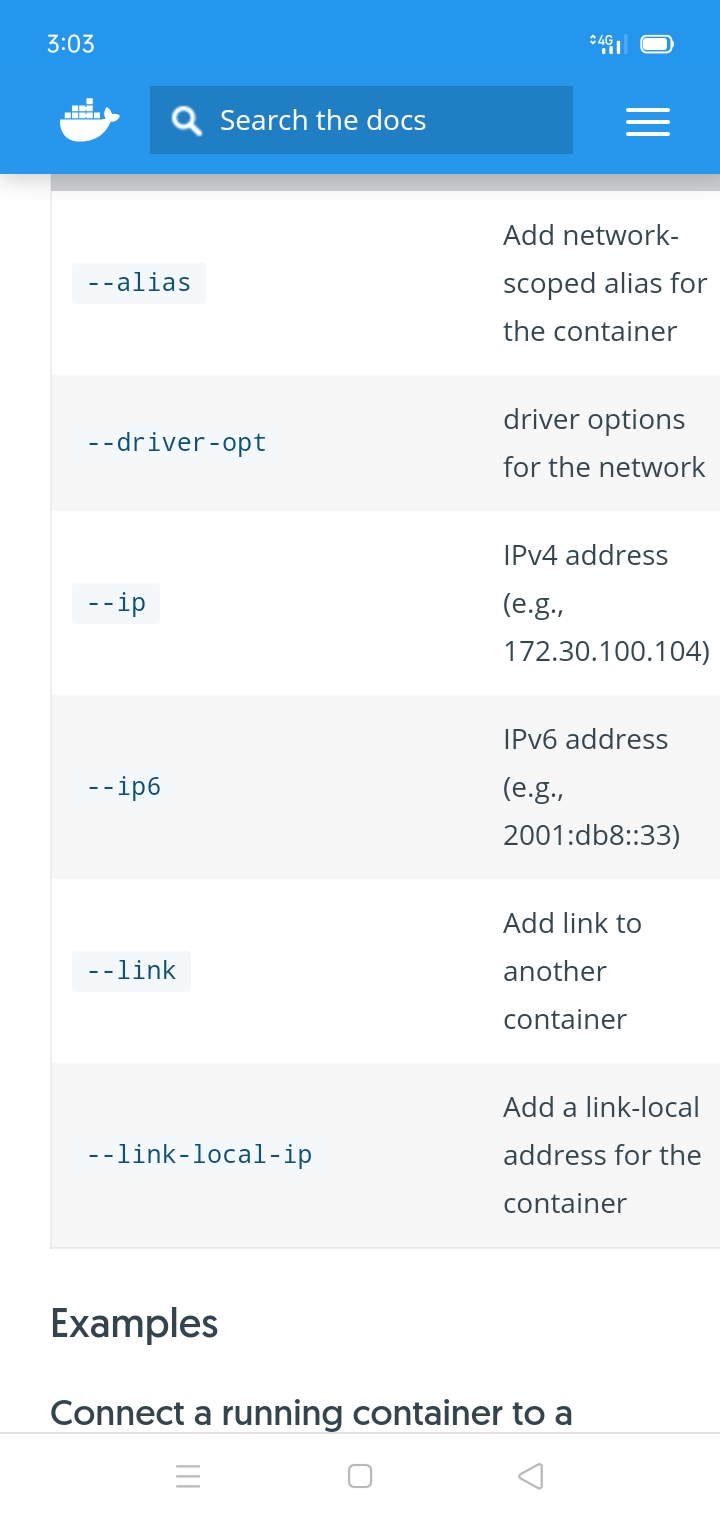 3:03
4G
Search the docs
--alias
Add network-
scoped alias for
the container
--driver-opt
driver options
for the network
--ip
IPv4 address
(e.g.,
172.30.100.104)
--ip6
IPv6 address
(e.g.,
2001:db8::33)
--link
Add link to
another
container
--link-local-ip
Add a link-local
address for the
container
Examples
Connect a running container to a